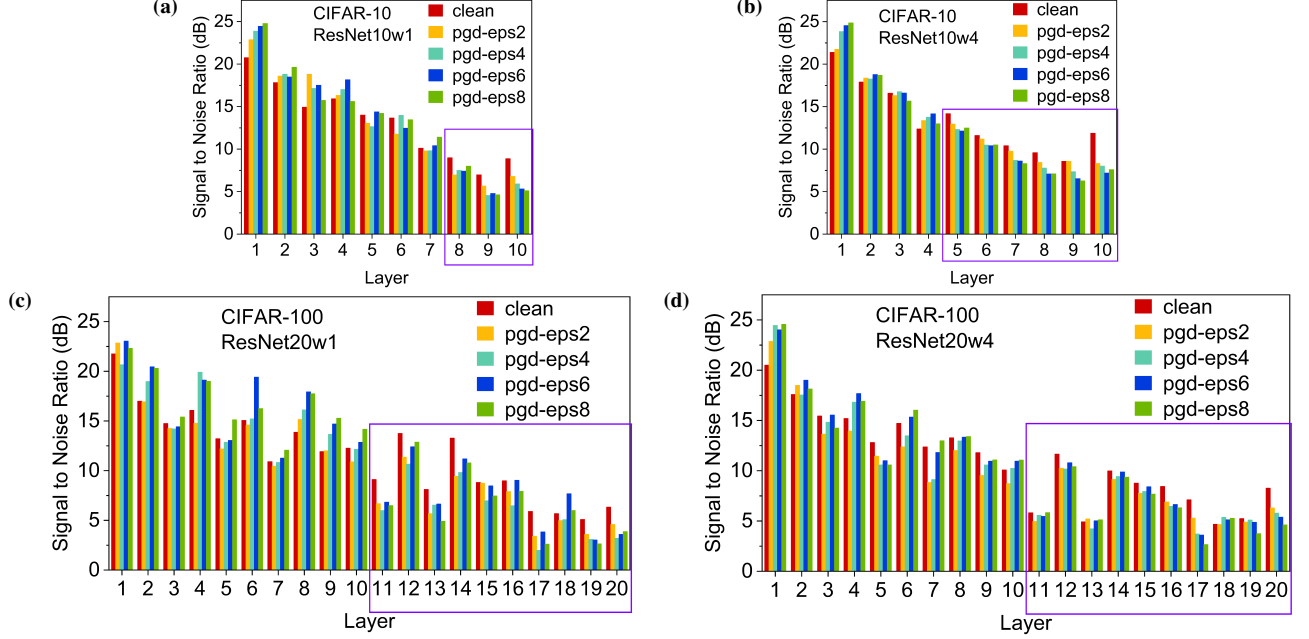 (a)
CIFAR-10
ResNet10w1
clean
pgd-eps2
pgd-eps4
pgd-eps6
pgd-eps8
Signal to Noise Ratio (dB)
25
20
15
10
5
0
1 2 3 4 5 6 7 8 9 10
Layer
(b)
CIFAR-10
ResNet10w4
clean
pgd-eps2
pgd-eps4
pgd-eps6
pgd-eps8
Signal to Noise Ratio (dB)
25
20
15
10
5
0
1 2 3 4 5 6 7 8 9 10
Layer
(c)
CIFAR-100
ResNet20w1
clean
pgd-eps2
pgd-eps4
pgd-eps6
pgd-eps8
Signal to Noise Ratio (dB)
25
20
15
10
5
0
1 2 3 4 5 6 7 8 9 10 11 12 13 14 15 16 17 18 19 20
Layer
(d)
CIFAR-100
ResNet20w4
clean
pgd-eps2
pgd-eps4
pgd-eps6
pgd-eps8
Signal to Noise Ratio (dB)
25
20
15
10
5
0
1 2 3 4 5 6 7 8 9 10 11 12 13 14 15 16 17 18 19 20
Layer